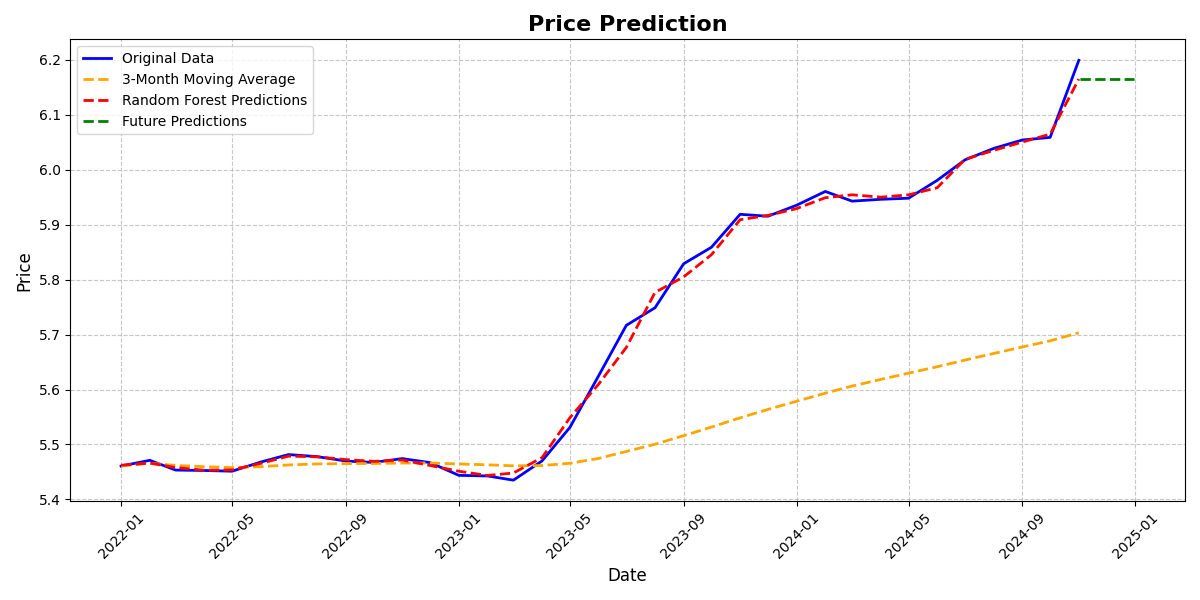 Price Prediction
Original Data
3-Month Moving Average
Random Forest Predictions
Future Predictions
6.2
6.1
6.0
5.9
5.8
5.7
5.6
5.5
5.4
Price
2022-01
2022-05
2022-09
2023-01
2023-05
2023-09
2024-01
2024-05
2024-09
2025-01
Date